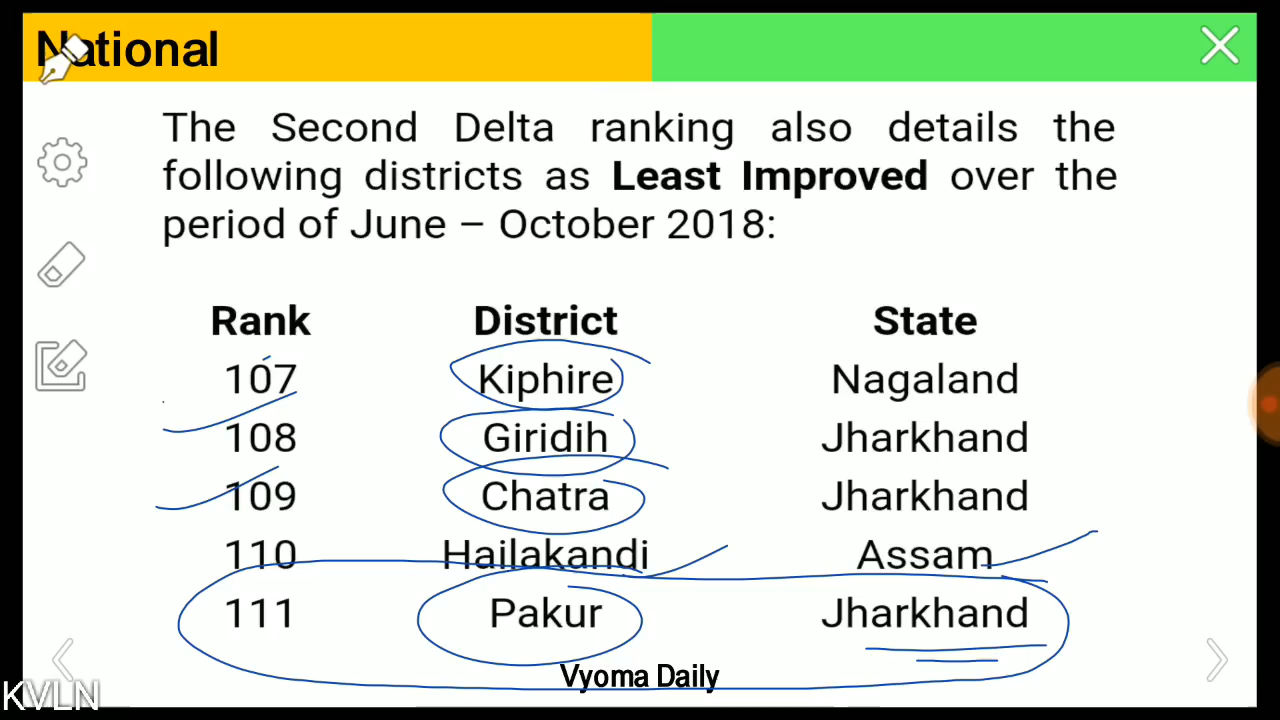 National
The Second Delta ranking also details the
following districts as Least Improved over the
period of June – October 2018:
Rank District State
107 Kiphire Nagaland
108 Giridih Jharkhand
109 Chatra Jharkhand
110 Hailakandi Assam
111 Pakur Jharkhand
Vyoma Daily
KVLN